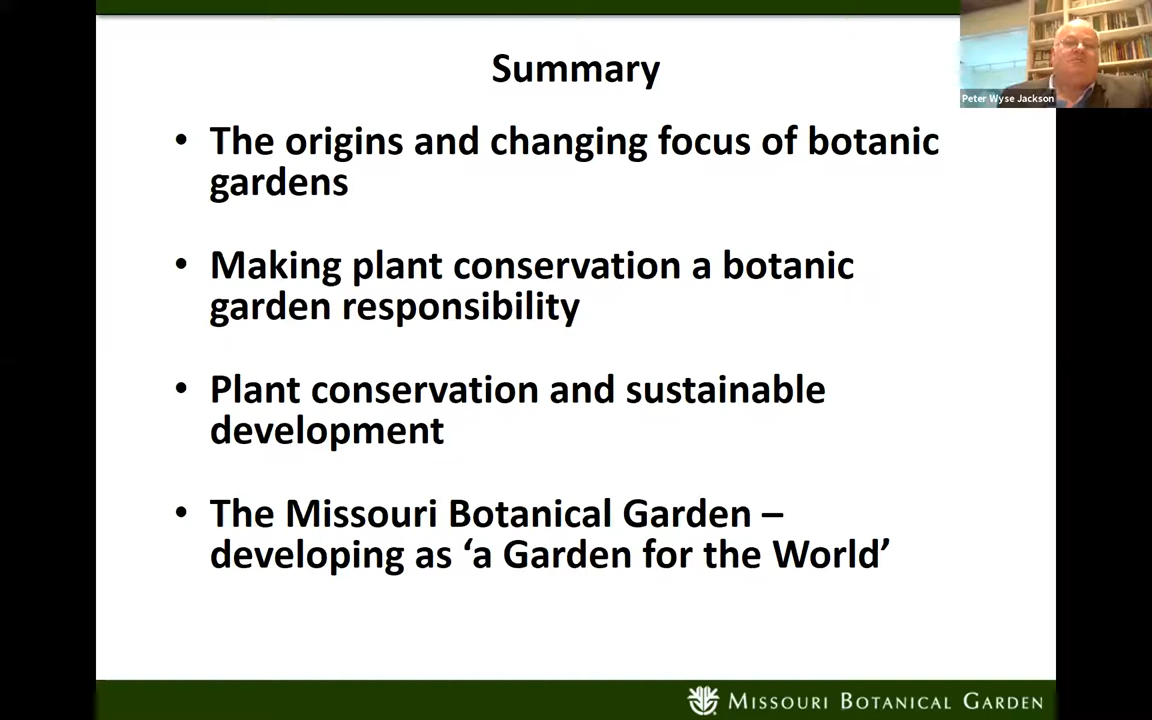 Summary
Peter Wyse Jackson
• The origins and changing focus of botanic
gardens
• Making plant conservation a botanic
garden responsibility
• Plant conservation and sustainable
development
• The Missouri Botanical Garden –
developing as ‘a Garden for the World’
MISSOURI BOTANICAL GARDEN